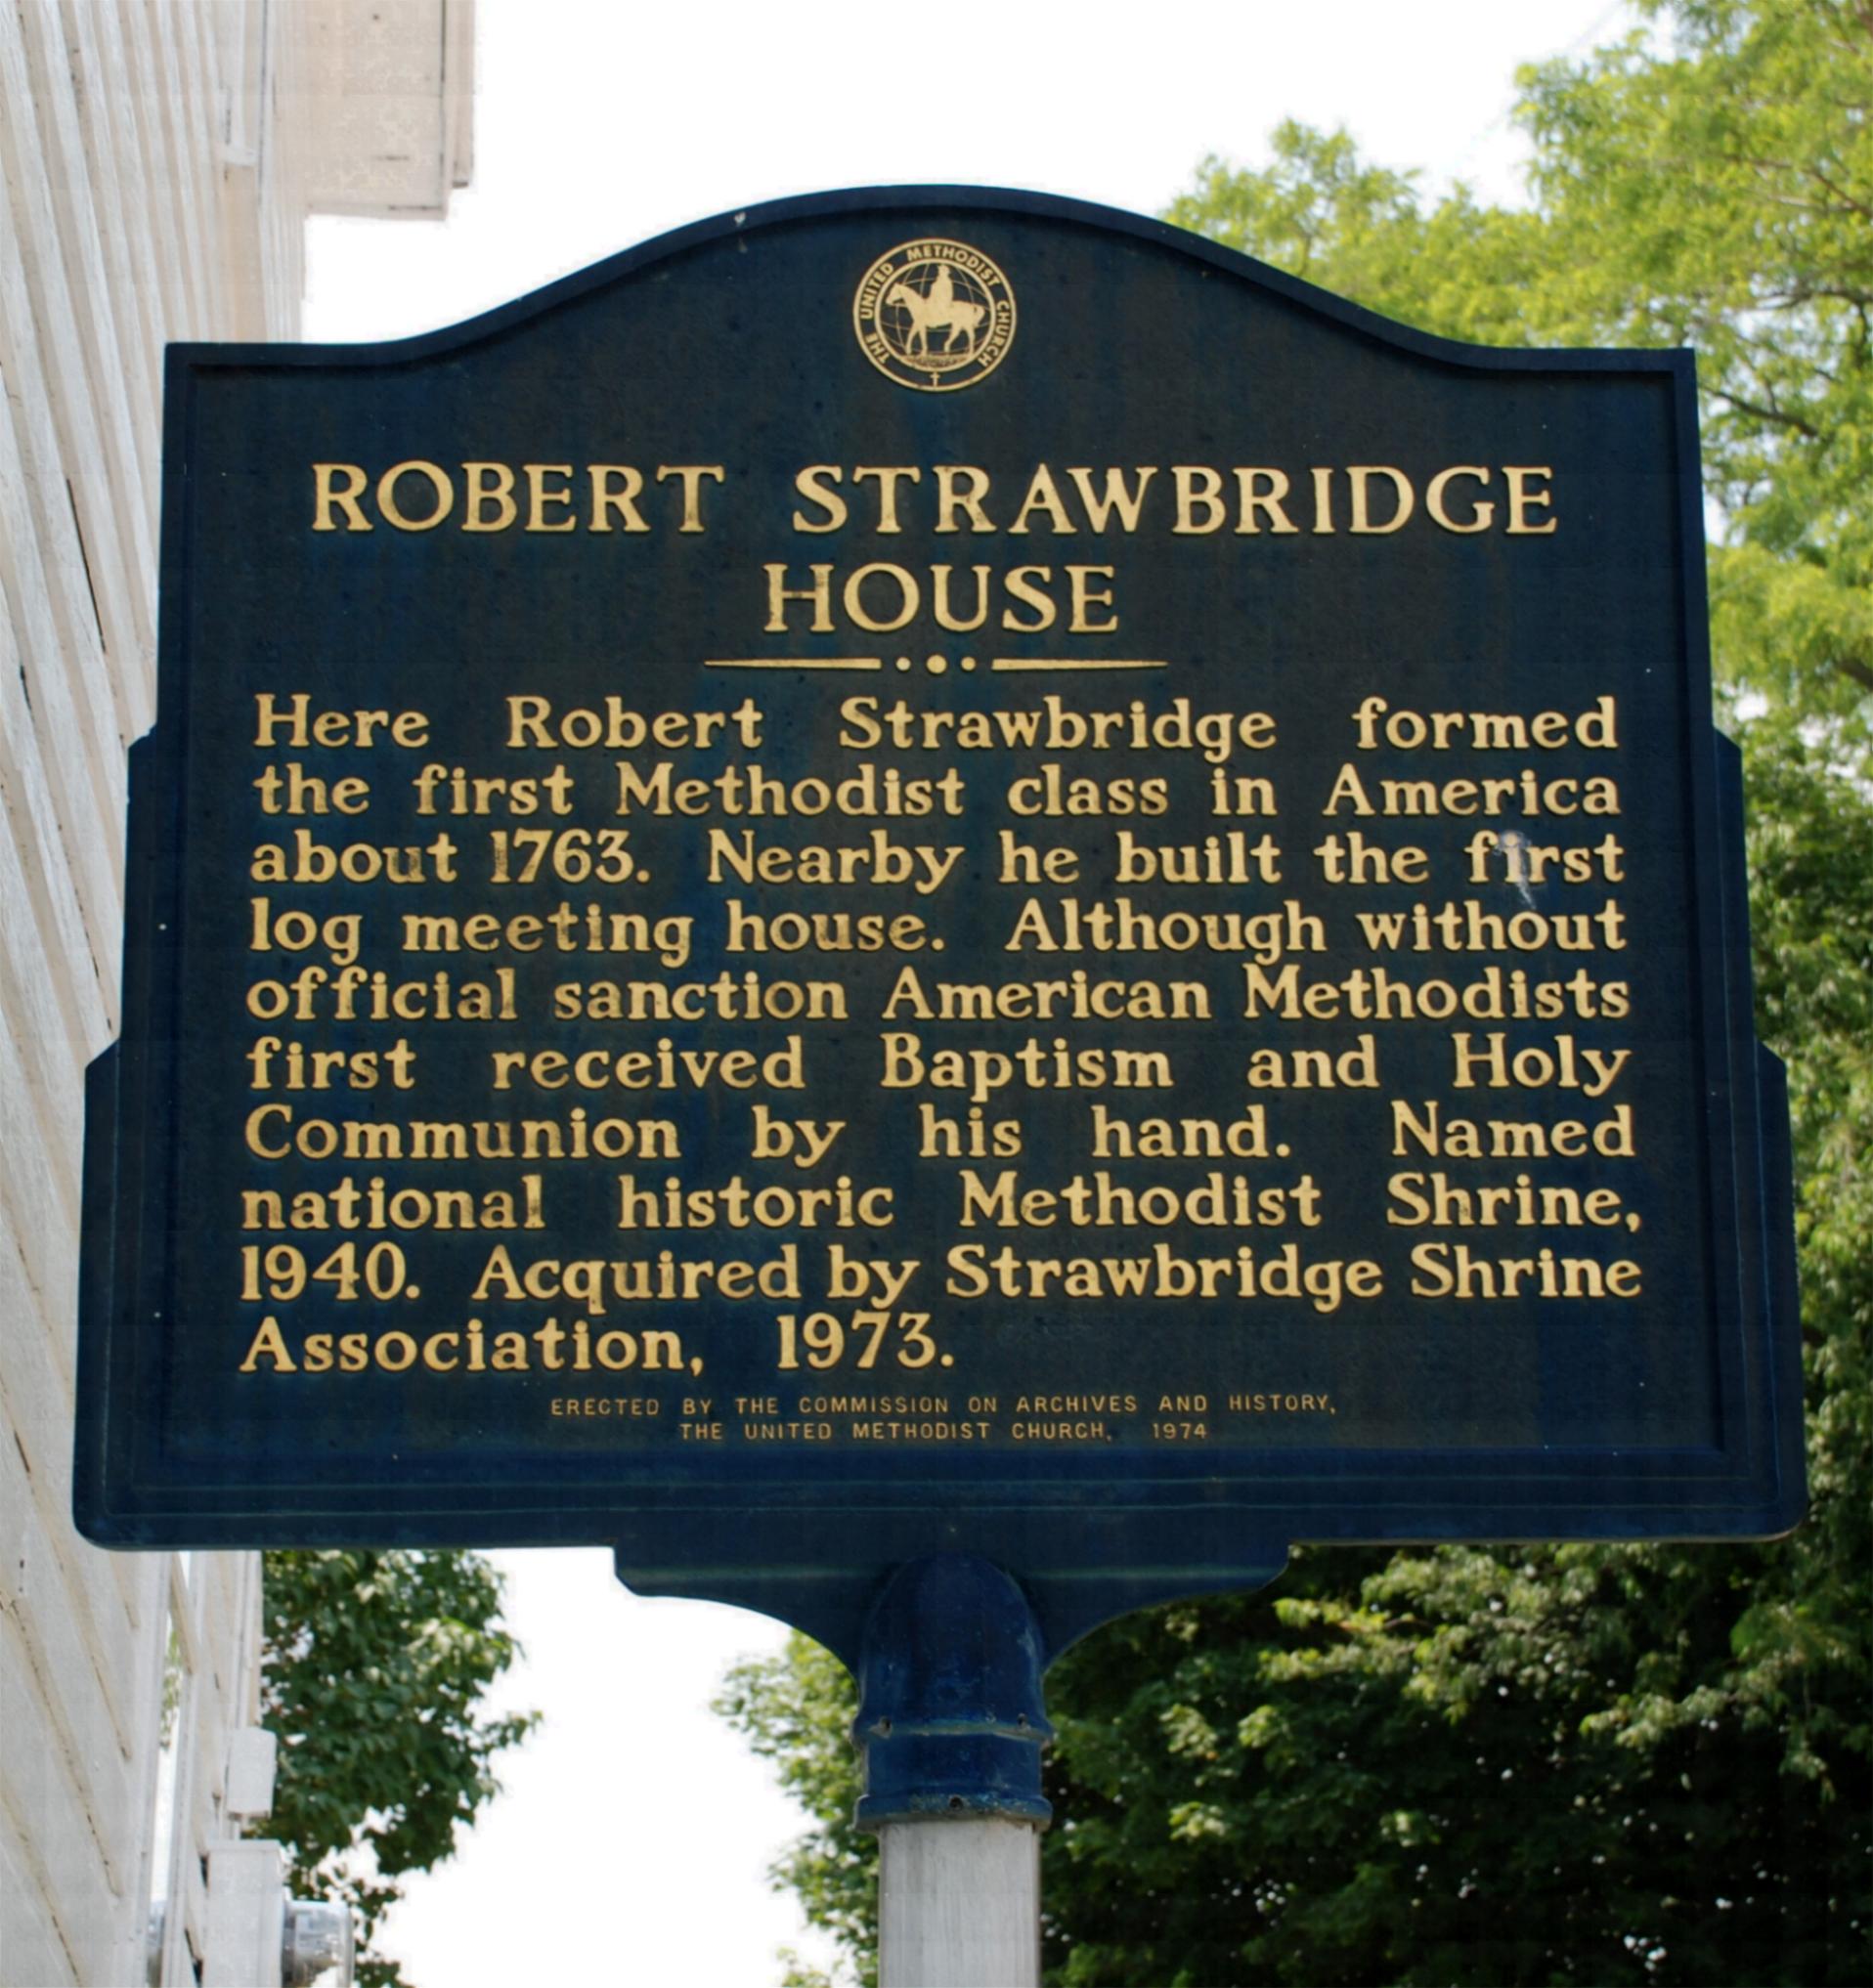 THE UNITED METHODIST CHURCH
ROBERT STRAWBRIDGE
HOUSE
Here Robert Strawbridge formed
the first Methodist class in America
about 1763. Nearby he built the first
log meeting house. Although without
official sanction American Methodists
first received Baptism and Holy
Communion by his hand. Named
national historic Methodist Shrine,
1940. Acquired by Strawbridge Shrine
Association, 1973.
ERECTED BY THE COMMISSION ON ARCHIVES AND HISTORY,
THE UNITED METHODIST CHURCH, 1974